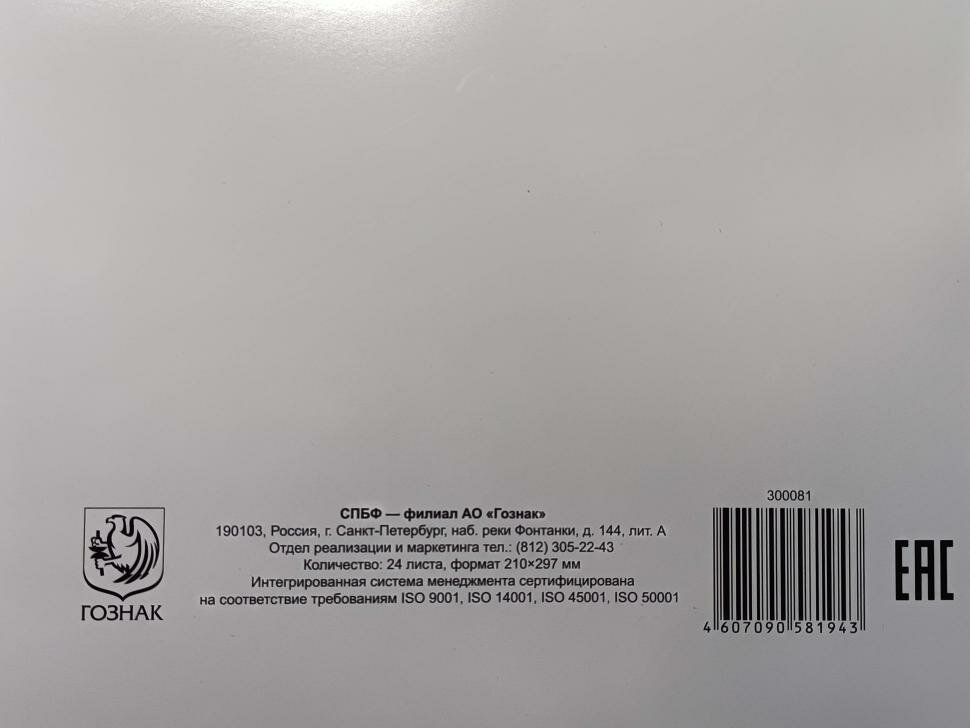 СПБФ — филиал АО «Гознак»
190103, Россия, г. Санкт-Петербург, наб. реки Фонтанки, д. 144, лит. А
Отдел реализации и маркетинга тел.: (812) 305-22-43
Количество: 24 листа, формат 210×297 мм
Интегрированная система менеджмента сертифицирована
на соответствие требованиям ISO 9001, ISO 14001, ISO 45001, ISO 50001
ГОЗНАК
300081
4 607090 581943
ЕАС